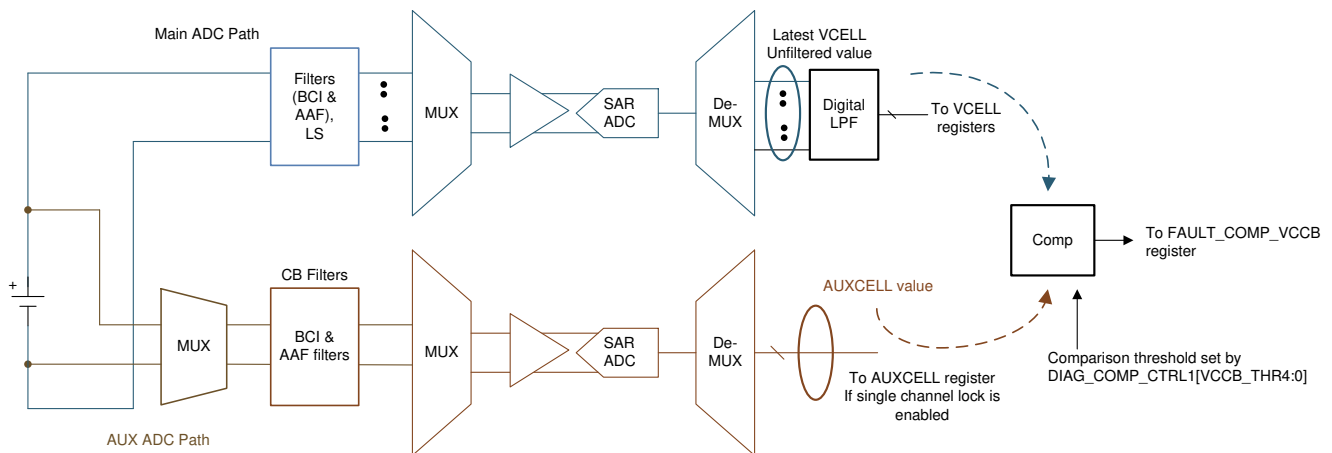 Main ADC Path
Filters
(BCI &
AAF),
LS
MUX
SAR
ADC
De-
MUX
Latest VCELL
Unfiltered value
Digital
LPF
To VCELL
registers
Comp
To FAULT_COMP_VCCB
register
+
CB Filters
MUX
BCI &
AAF filters
MUX
SAR
ADC
De-
MUX
AUXCELL value
To AUXCELL register
If single channel lock is
enabled
Comparison threshold set by
DIAG_COMP_CTRL1[VCCB_THR4:0]
AUX ADC Path